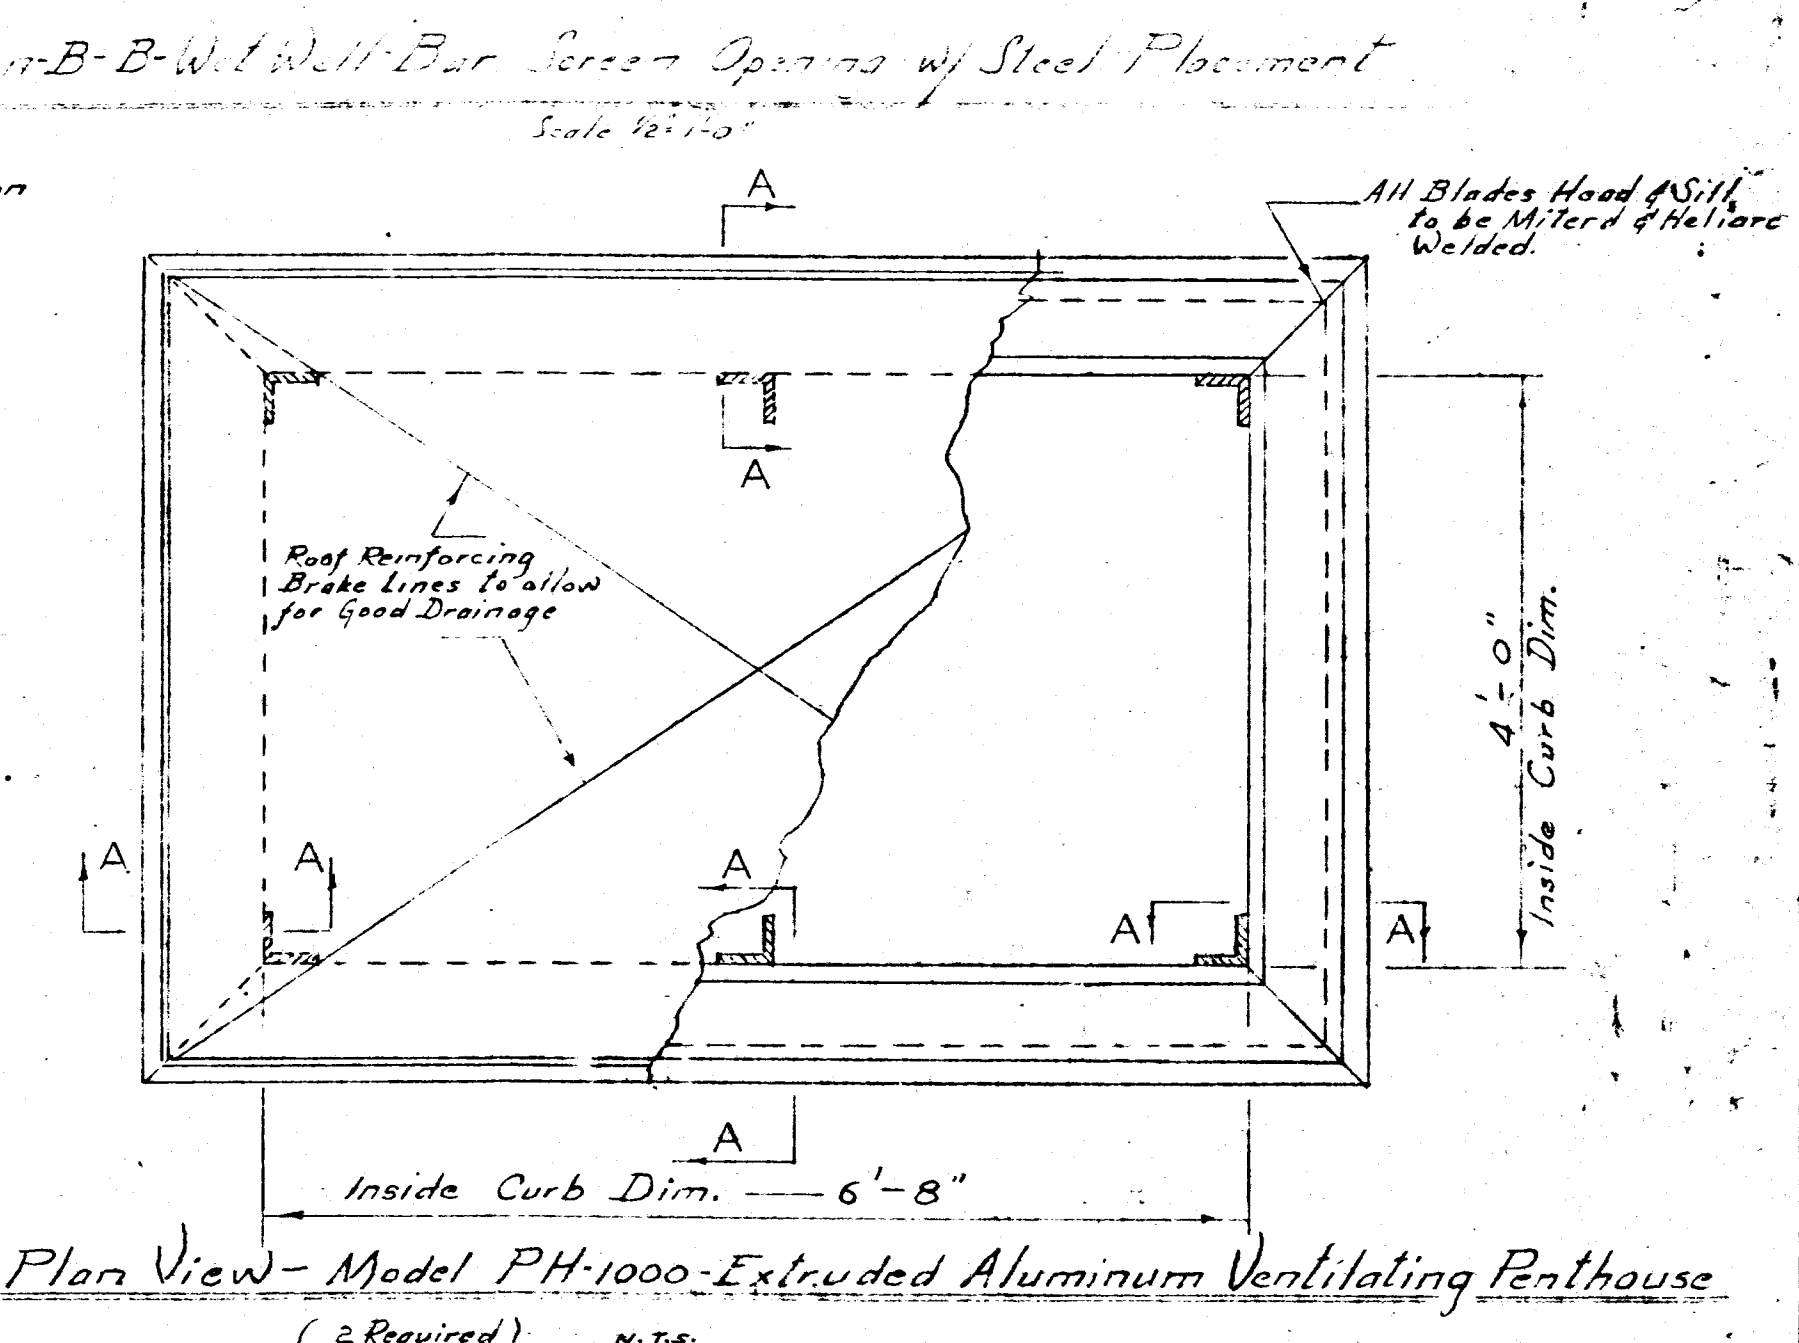 n-B-B-Wet Well-Bar Screen Opening w/ Steel Placement
Scale ½"=1'-0"
on
A
All Blades Head & Sill
to be Miterd & Heliarc
Welded.
A
Roof Reinforcing
Brake Lines to allow
for Good Drainage
4'-0"
Inside Curb Dim.
A
A
A
A
A
A
Inside Curb Dim. — 6'-8"
Plan View - Model PH-1000-Extruded Aluminum Ventilating Penthouse
( 2 Required )
N.T.S.